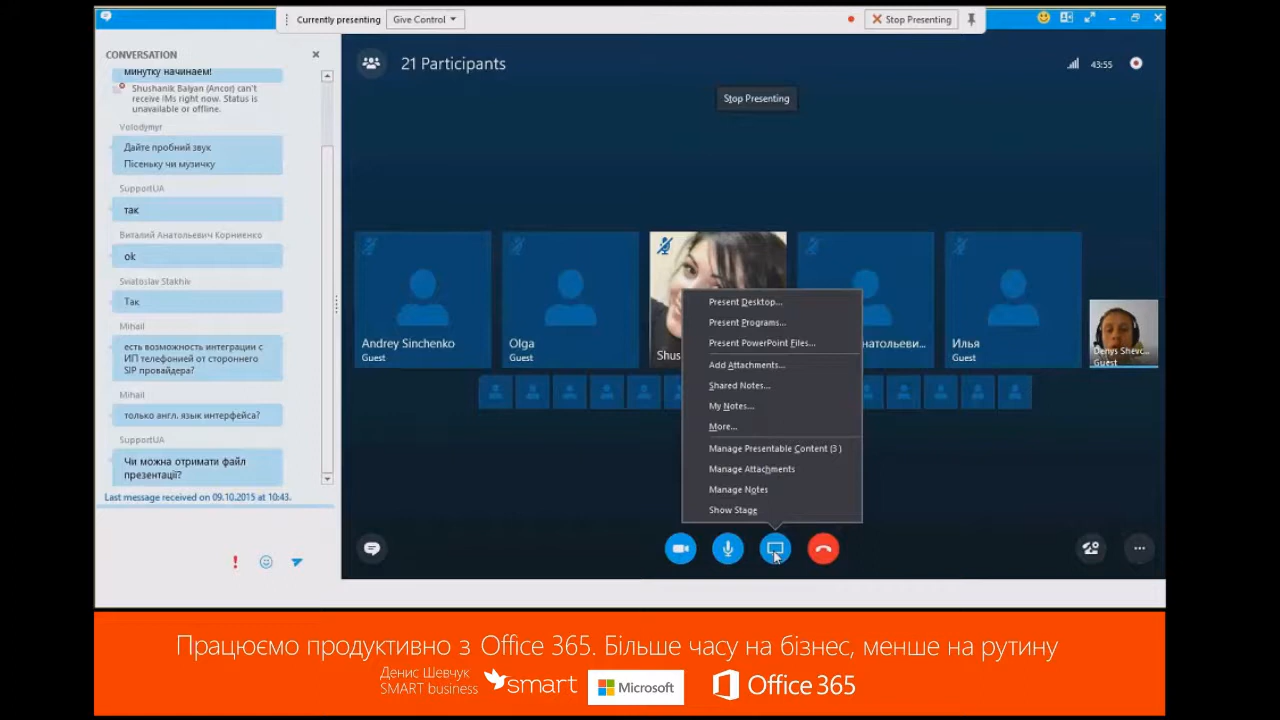 Currently presenting
Give Control
Stop Presenting
CONVERSATION
минутку начинаем!
Shushanik Balyan (Ancor) can't
receive IMs right now. Status is
unavailable or offline.
Volodymyr
Дайте пробний звук
Пісеньку чи музичку
SupportUA
так
Виталий Анатольевич Корниенко
ok
Sviatoslav Stakhiv
Так
Mihail
есть возможность интеграции с
ИП телефонией от стороннего
SIP провайдера?
Mihail
только англ. язык интерфейса?
SupportUA
Чи можна отримати файл
презентації?
Last message received on 09.10.2015 at 10:43.
21 Participants
43:55
Stop Presenting
Andrey Sinchenko
Guest
Olga
Guest
Shus
натольеви...
Guest
Илья
Guest
Denys Shevc...
Guest
Present Desktop...
Present Programs...
Present PowerPoint Files...
Add Attachments...
Shared Notes...
My Notes...
More...
Manage Presentable Content (3 )
Manage Attachments
Manage Notes
Show Stage
Працюємо продуктивно з Office 365. Більше часу на бізнес, менше на рутину
Денис Шевчук
SMART business
smart
Microsoft
Office 365